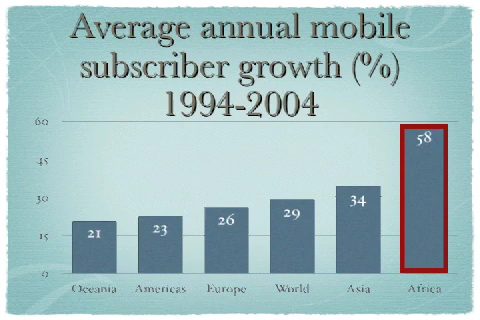 Average annual mobile
subscriber growth (%)
1994-2004
60
45
30
15
0
21
23
26
29
34
58
Oceania
Americas
Europe
World
Asia
Africa